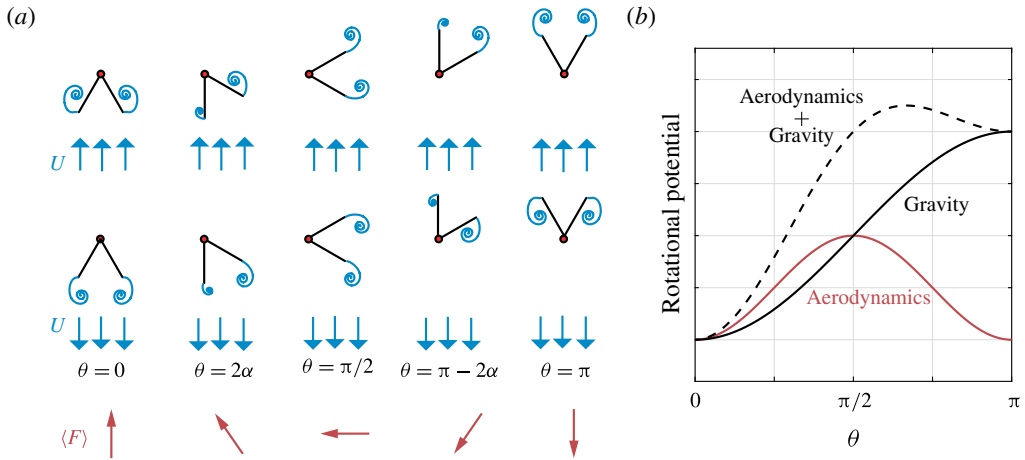 (a)
U
U
θ = 0
θ = 2α
θ = π/2
θ = π − 2α
θ = π
⟨F⟩
(b)
Rotational potential
Aerodynamics
+
Gravity
Gravity
Aerodynamics
0
π/2
π
θ